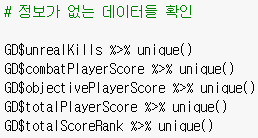 # 정보가 없는 데이터들 확인
GD$unrealKills %>% unique()
GD$combatPlayerScore %>% unique()
GD$objectivePlayerScore %>% unique()
GD$totalPlayerScore %>% unique()
GD$totalScoreRank %>% unique()